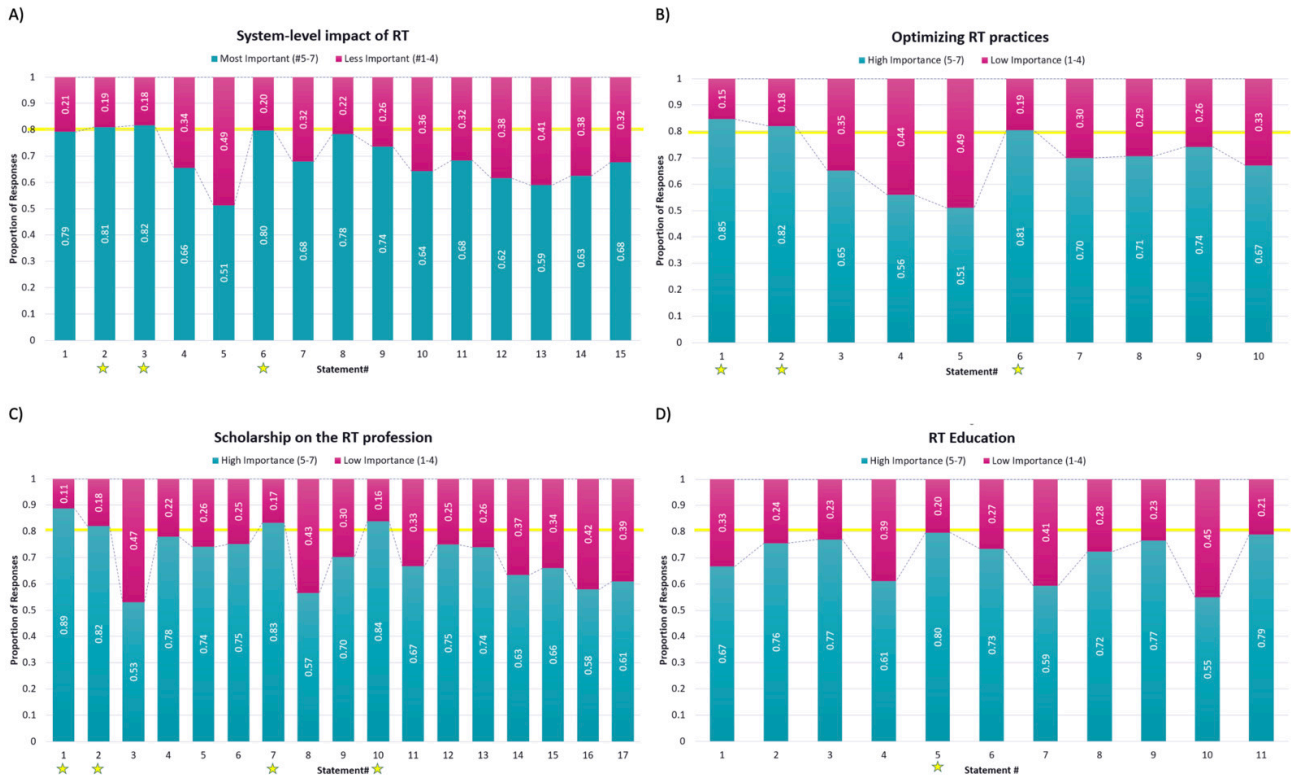 A)
System-level impact of RT
Most Important (#5-7) Less Important (#1-4)
Proportion of Responses
1
0.9
0.8
0.7
0.6
0.5
0.4
0.3
0.2
0.1
0
0.21 0.19 0.18 0.34 0.49 0.20 0.32 0.22 0.26 0.36 0.32 0.38 0.41 0.38 0.32
0.79 0.81 0.82 0.66 0.51 0.80 0.68 0.78 0.74 0.64 0.68 0.62 0.59 0.63 0.68
1 2 3 4 5 6 7 8 9 10 11 12 13 14 15
Statement#
B)
Optimizing RT practices
High Importance (5-7) Low Importance (1-4)
Proportion of Responses
1
0.9
0.8
0.7
0.6
0.5
0.4
0.3
0.2
0.1
0
0.15 0.18 0.35 0.44 0.49 0.19 0.30 0.29 0.26 0.33
0.85 0.82 0.65 0.56 0.51 0.81 0.70 0.71 0.74 0.67
1 2 3 4 5 6 7 8 9 10
Statement#
C)
Scholarship on the RT profession
High Importance (5-7) Low Importance (1-4)
Proportion of Responses
1
0.9
0.8
0.7
0.6
0.5
0.4
0.3
0.2
0.1
0
0.11 0.18 0.47 0.22 0.26 0.25 0.17 0.43 0.30 0.16 0.33 0.25 0.26 0.37 0.34 0.42 0.39
0.89 0.82 0.53 0.78 0.74 0.75 0.83 0.57 0.70 0.84 0.67 0.75 0.74 0.63 0.66 0.58 0.61
1 2 3 4 5 6 7 8 9 10 11 12 13 14 15 16 17
Statement#
D)
RT Education
High Importance (5-7) Low Importance (1-4)
Proportion of Responses
1
0.9
0.8
0.7
0.6
0.5
0.4
0.3
0.2
0.1
0
0.33 0.24 0.23 0.39 0.20 0.27 0.41 0.28 0.23 0.45 0.21
0.67 0.76 0.77 0.61 0.80 0.73 0.59 0.72 0.77 0.55 0.79
1 2 3 4 5 6 7 8 9 10 11
Statement #